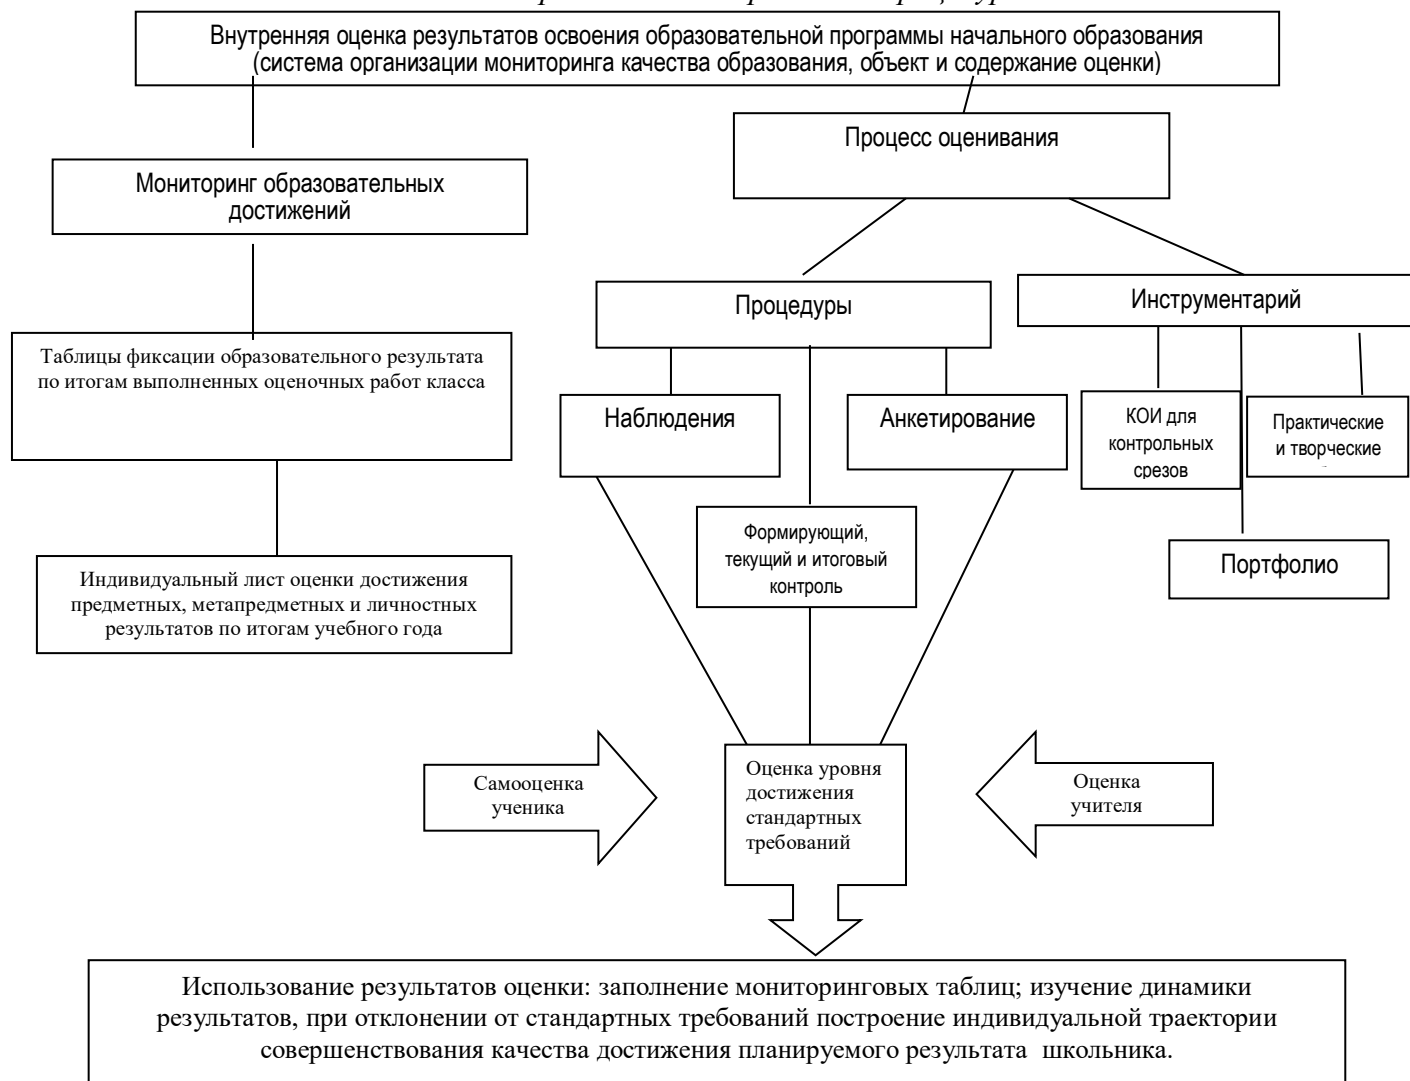 Внутренняя оценка результатов освоения образовательной программы начального образования
(система организации мониторинга качества образования, объект и содержание оценки)
Процесс оценивания
Мониторинг образовательных
достижений
Процедуры
Инструментарий
Таблицы фиксации образовательного результата
по итогам выполненных оценочных работ класса
Наблюдения
Анкетирование
КОИ для
контрольных
срезов
Практические
и творческие
Формирующий,
текущий и итоговый
контроль
Портфолио
Индивидуальный лист оценки достижения
предметных, метапредметных и личностных
результатов по итогам учебного года
Самооценка
ученика
Оценка уровня
достижения
стандартных
требований
Оценка
учителя
Использование результатов оценки: заполнение мониторинговых таблиц; изучение динамики
результатов, при отклонении от стандартных требований построение индивидуальной траектории
совершенствования качества достижения планируемого результата школьника.